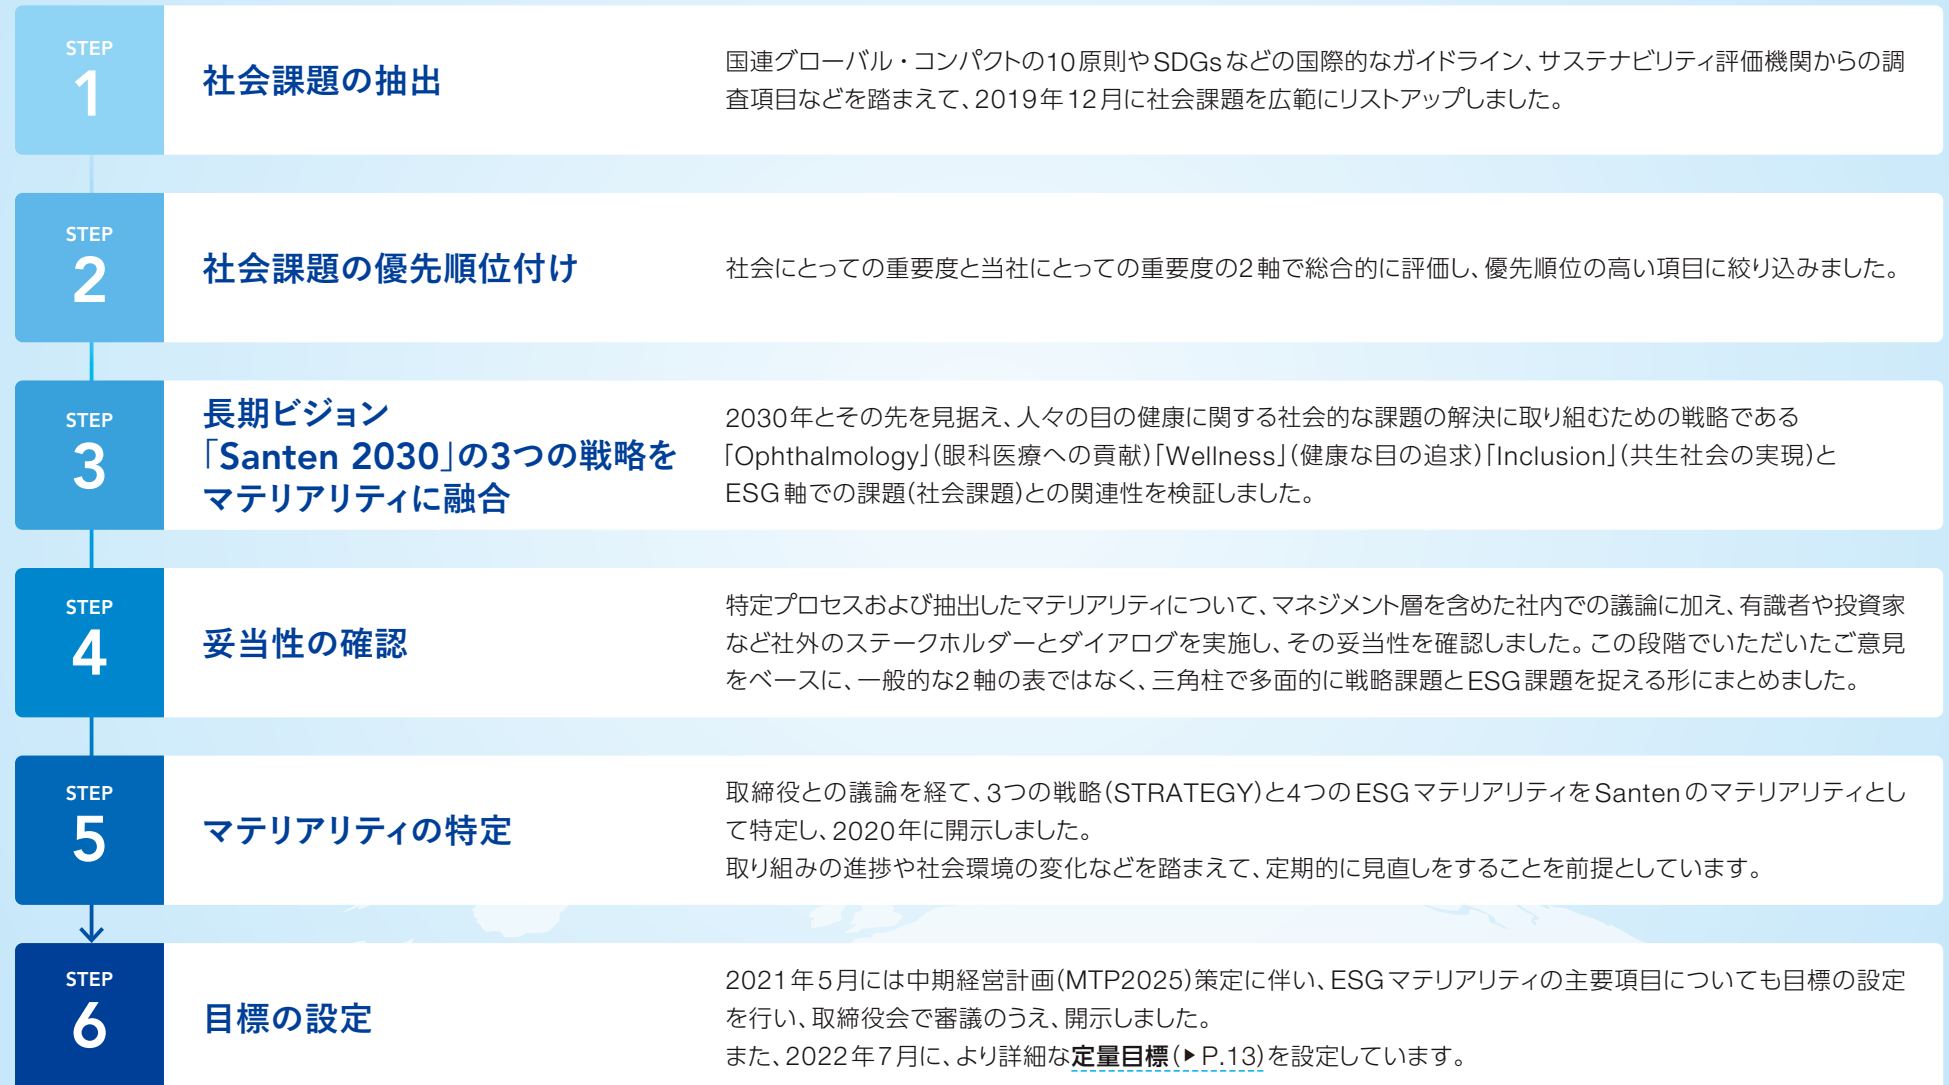 STEP
1
社会課題の抽出
国連グローバル・コンパクトの10原則やSDGsなどの国際的なガイドライン、サステナビリティ評価機関からの調
査項目などを踏まえて、2019年12月に社会課題を広範にリストアップしました。
STEP
2
社会課題の優先順位付け
社会にとっての重要度と当社にとっての重要度の2軸で総合的に評価し、優先順位の高い項目に絞り込みました。
STEP
3
長期ビジョン
「Santen 2030」の3つの戦略を
マテリアリティに融合
2030年とその先を見据え、人々の目の健康に関する社会的な課題の解決に取り組むための戦略である
「Ophthalmology」(眼科医療への貢献)「Wellness」(健康な目の追求)「Inclusion」(共生社会の実現)と
ESG軸での課題(社会課題)との関連性を検証しました。
STEP
4
妥当性の確認
特定プロセスおよび抽出したマテリアリティについて、マネジメント層を含めた社内での議論に加え、有識者や投資家
など社外のステークホルダーとダイアログを実施し、その妥当性を確認しました。この段階でいただいたご意見
をベースに、一般的な2軸の表ではなく、三角柱で多面的に戦略課題とESG課題を捉える形にまとめました。
STEP
5
マテリアリティの特定
取締役との議論を経て、3つの戦略(STRATEGY)と4つのESGマテリアリティをSantenのマテリアリティとし
て特定し、2020年に開示しました。
取り組みの進捗や社会環境の変化などを踏まえて、定期的に見直しをすることを前提としています。
STEP
6
目標の設定
2021年5月には中期経営計画(MTP2025)策定に伴い、ESGマテリアリティの主要項目についても目標の設定
を行い、取締役会で審議のうえ、開示しました。
また、2022年7月に、より詳細な定量目標(▶P.13)を設定しています。